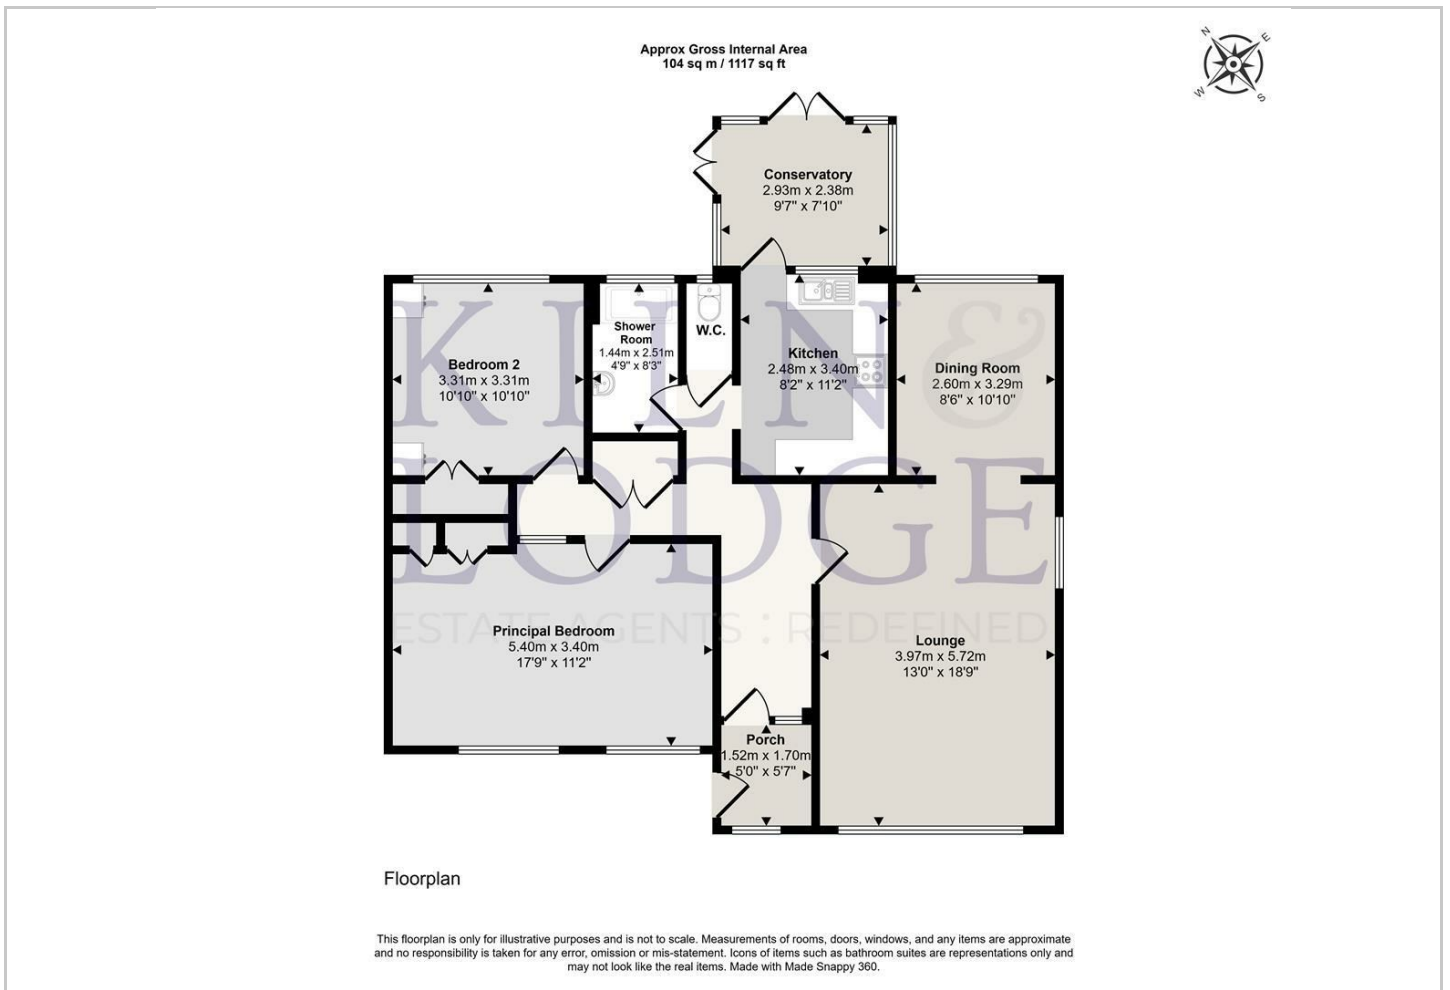 Approx Gross Internal Area
104 sq m / 1117 sq ft
N
E
W
S
Conservatory
2.93m x 2.38m
9'7" x 7'10"
Shower
Room
1.44m x 2.51m
4'9" x 8'3"
W.C.
Kitchen
2.48m x 3.40m
8'2" x 11'2"
Bedroom 2
3.31m x 3.31m
10'10" x 10'10"
Dining Room
2.60m x 3.29m
8'6" x 10'10"
KILN &
LODGE
ESTATE AGENTS : REDEFINED
Principal Bedroom
5.40m x 3.40m
17'9" x 11'2"
Lounge
3.97m x 5.72m
13'0" x 18'9"
Porch
1.52m x 1.70m
5'0" x 5'7"
Floorplan
This floorplan is only for illustrative purposes and is not to scale. Measurements of rooms, doors, windows, and any items are approximate
and no responsibility is taken for any error, omission or mis-statement. Icons of items such as bathroom suites are representations only and
may not look like the real items. Made with Made Snappy 360.